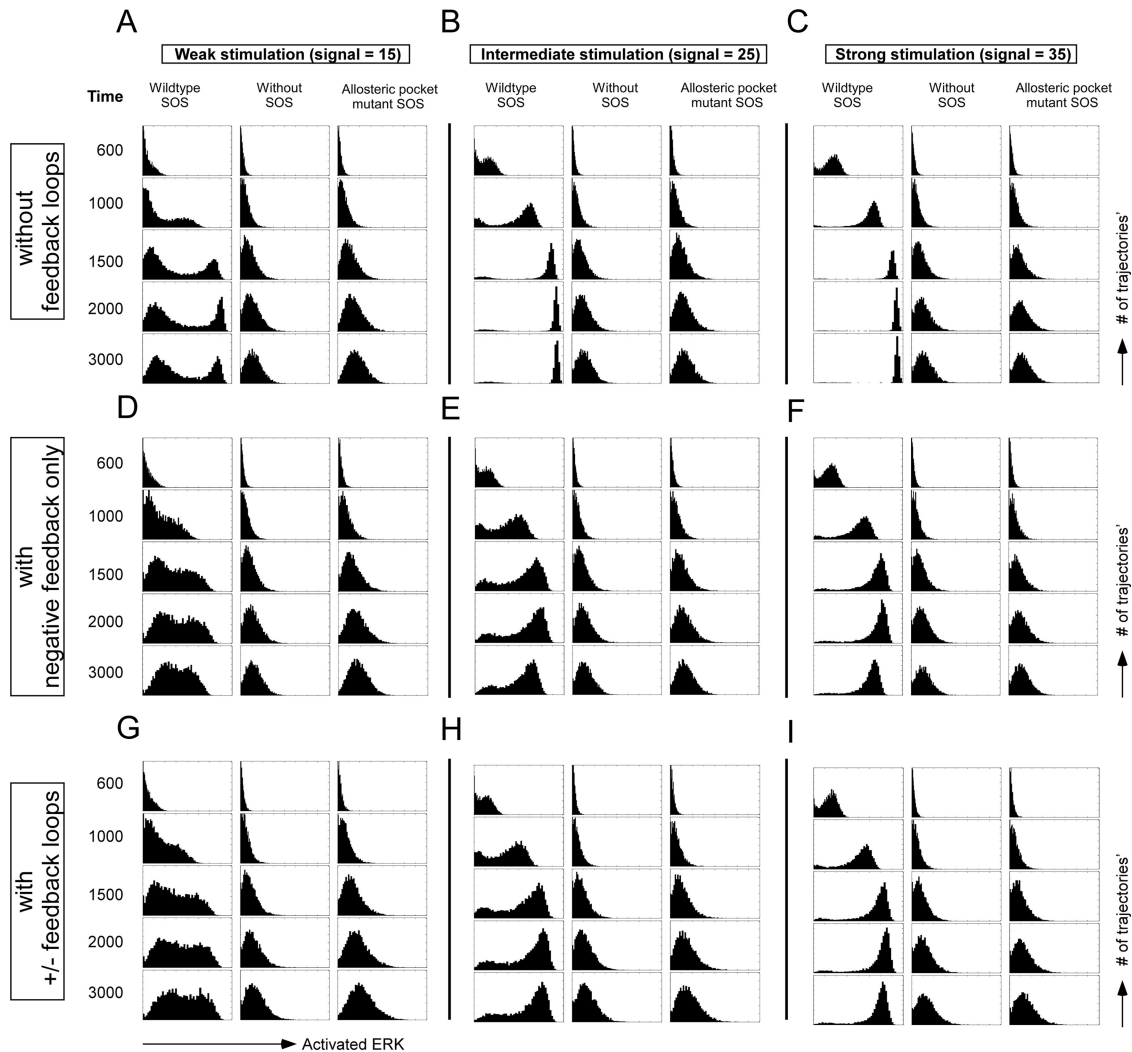 A
B
C
Weak stimulation (signal = 15)
Intermediate stimulation (signal = 25)
Strong stimulation (signal = 35)
Time
Wildtype
SOS
Without
SOS
Allosteric pocket
mutant SOS
Wildtype
SOS
Without
SOS
Allosteric pocket
mutant SOS
Wildtype
SOS
Without
SOS
Allosteric pocket
mutant SOS
without
feedback loops
600
1000
1500
2000
3000
# of trajectories'
D
E
F
with
negative feedback only
600
1000
1500
2000
3000
# of trajectories'
G
H
I
with
+/- feedback loops
600
1000
1500
2000
3000
# of trajectories'
Activated ERK